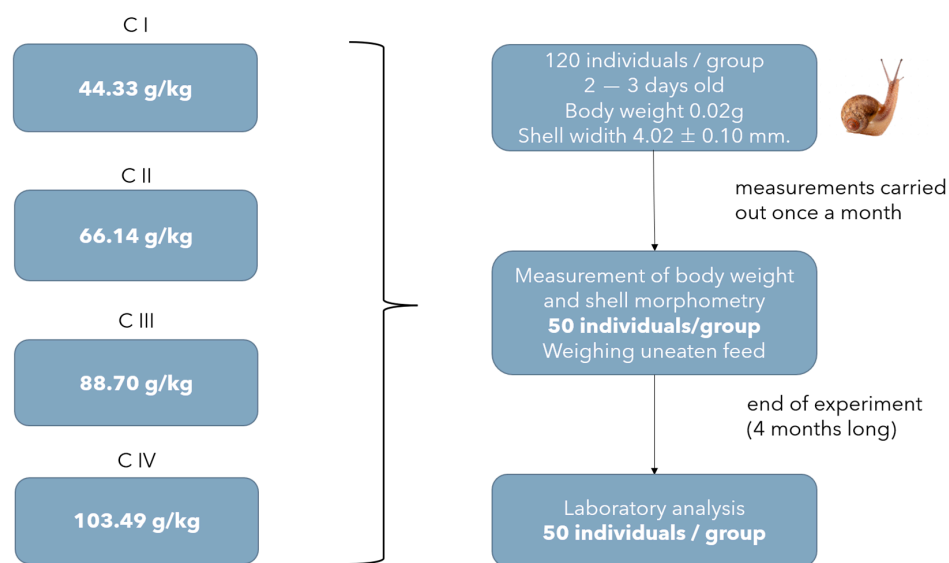 C I
44.33 g/kg
C II
66.14 g/kg
C III
88.70 g/kg
C IV
103.49 g/kg
120 individuals / group
2 — 3 days old
Body weight 0.02g
Shell widith 4.02 ± 0.10 mm.
measurements carried
out once a month
Measurement of body weight
and shell morphometry
50 individuals/group
Weighing uneaten feed
end of experiment
(4 months long)
Laboratory analysis
50 individuals / group